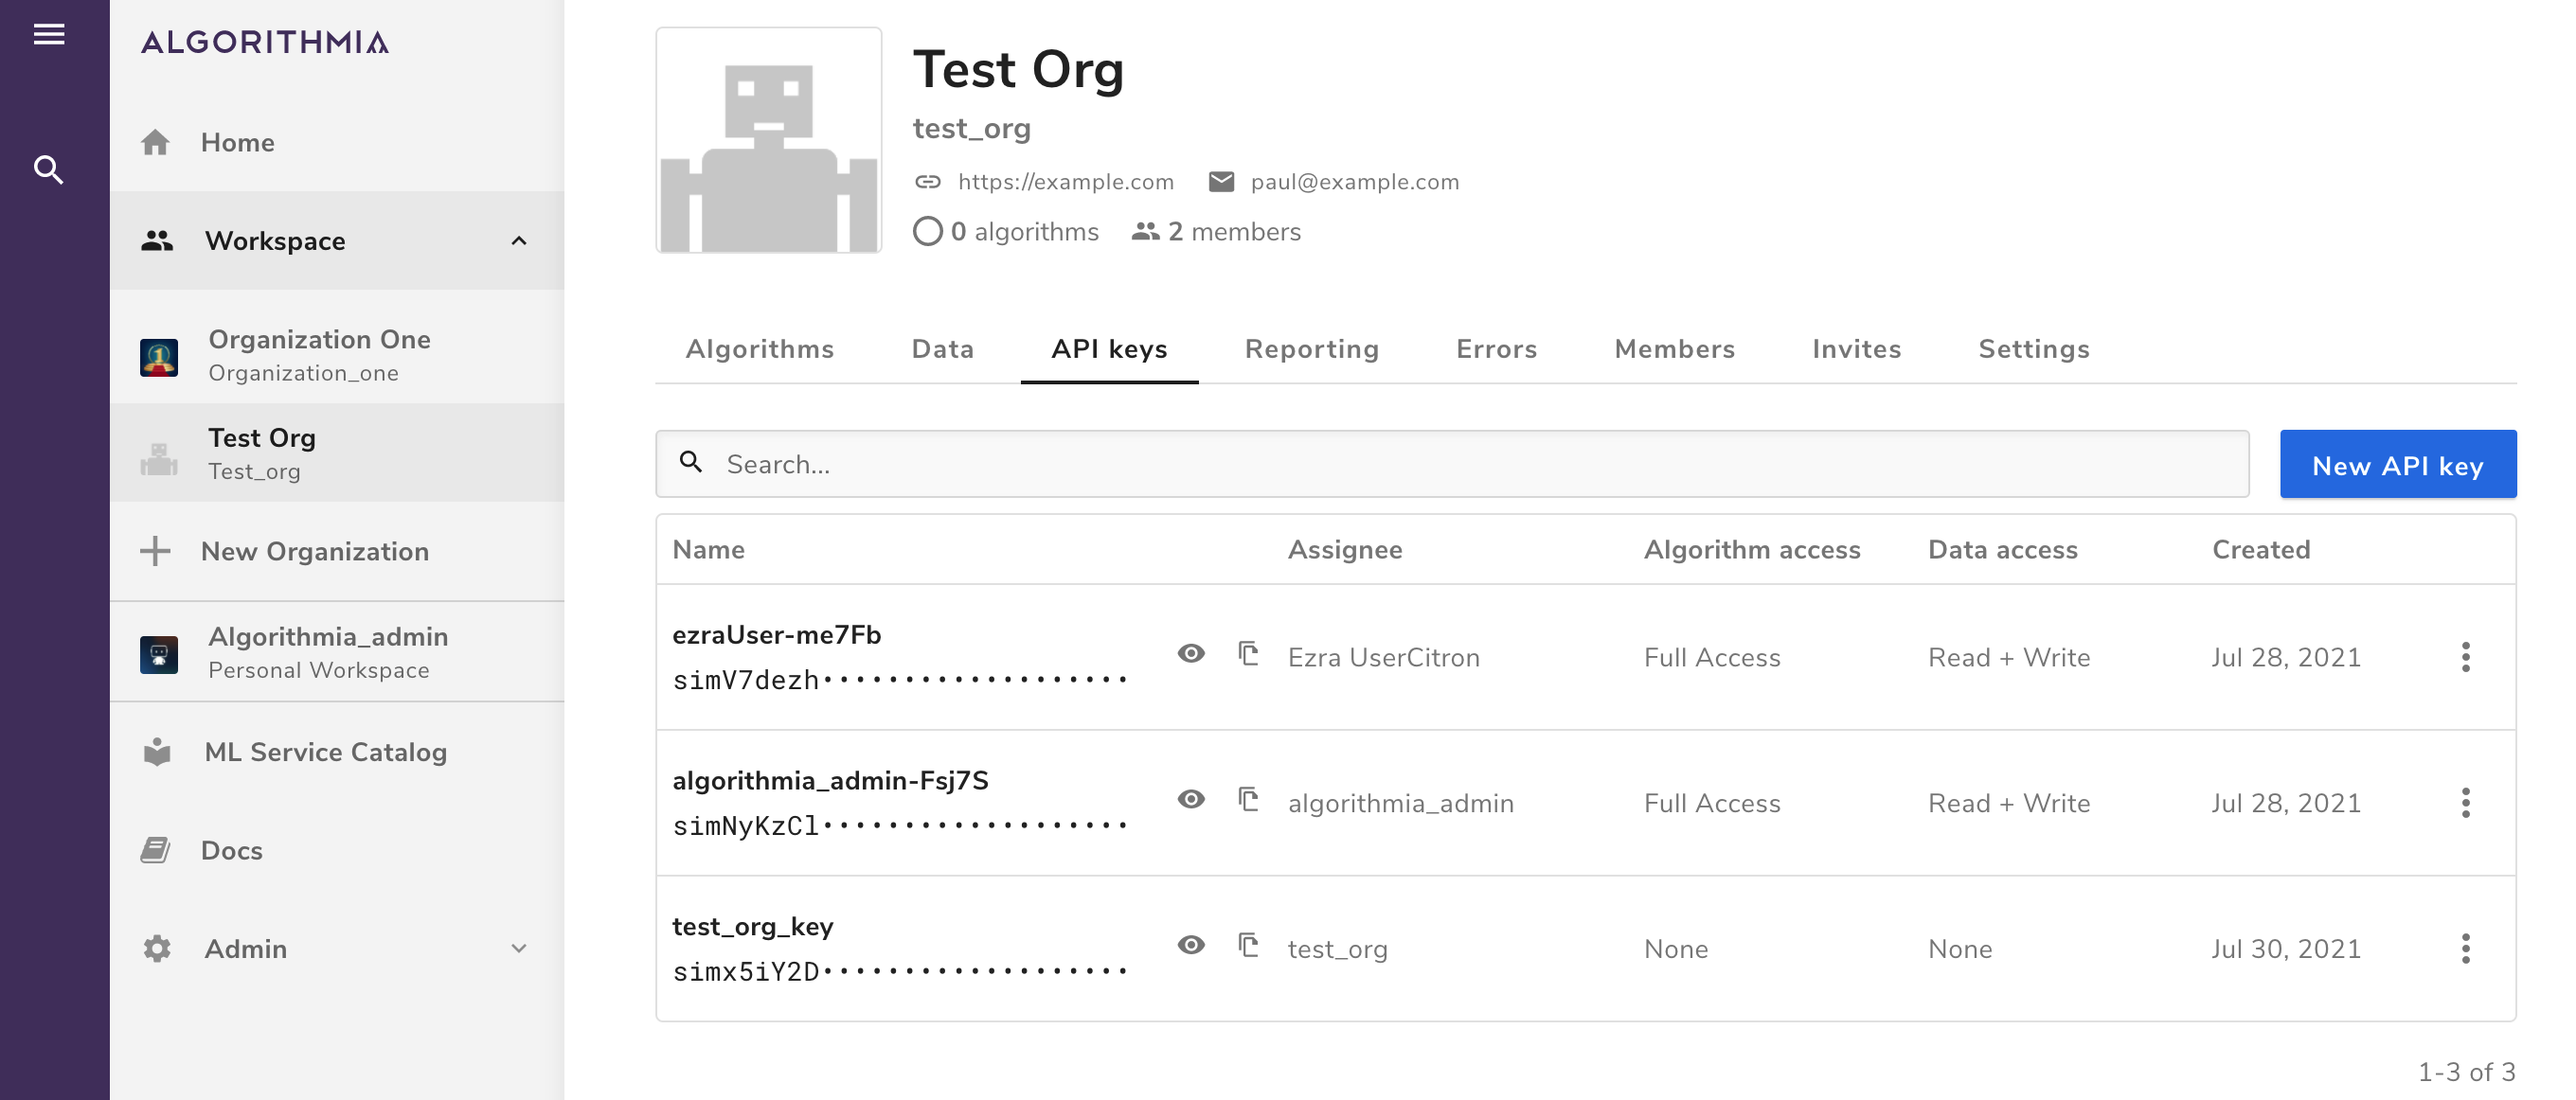 ALGORITHMIA
Home
Workspace
Organization One
Organization_one
Test Org
Test_org
New Organization
Algorithmia_admin
Personal Workspace
ML Service Catalog
Docs
Admin
Test Org
test_org
https://example.com paul@example.com
0 algorithms 2 members
Algorithms Data API keys Reporting Errors Members Invites Settings
Search... New API key
Name Assignee Algorithm access Data access Created
ezraUser-me7Fb
simV7dezh•••••••••••••••••••
Ezra UserCitron Full Access Read + Write Jul 28, 2021
algorithmia_admin-Fsj7S
simNyKzCl•••••••••••••••••••
algorithmia_admin Full Access Read + Write Jul 28, 2021
test_org_key
simx5iY2D•••••••••••••••••••
test_org None None Jul 30, 2021
1-3 of 3